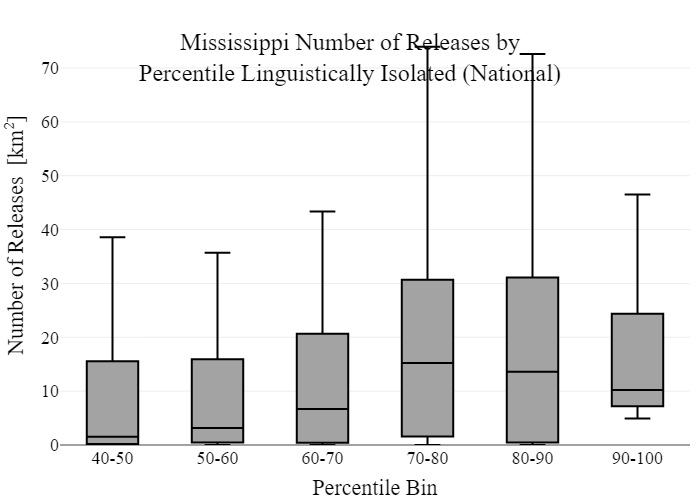 Mississippi Number of Releases by
Percentile Linguistically Isolated (National)
Number of Releases [km²]
70
60
50
40
30
20
10
0
40-50 50-60 60-70 70-80 80-90 90-100
Percentile Bin